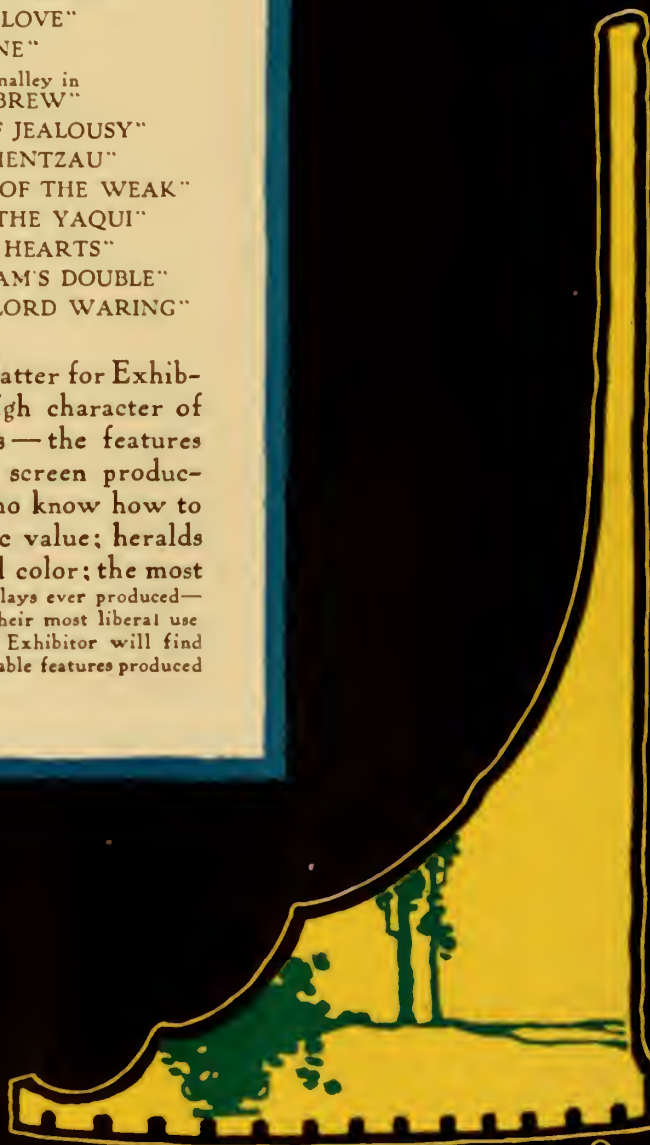 LOVE"
NE"
nalley in
BREW"
F JEALOUSY"
HENTZAU"
OF THE WEAK"
THE YAQUI"
HEARTS"
AM'S DOUBLE"
LORD WARING"
atter for Exhib-
igh character of
s—the features
screen produc-
ho know how to
c value; heralds
l color; the most
lays ever produced—
heir most liberal use
Exhibitor will find
able features produced